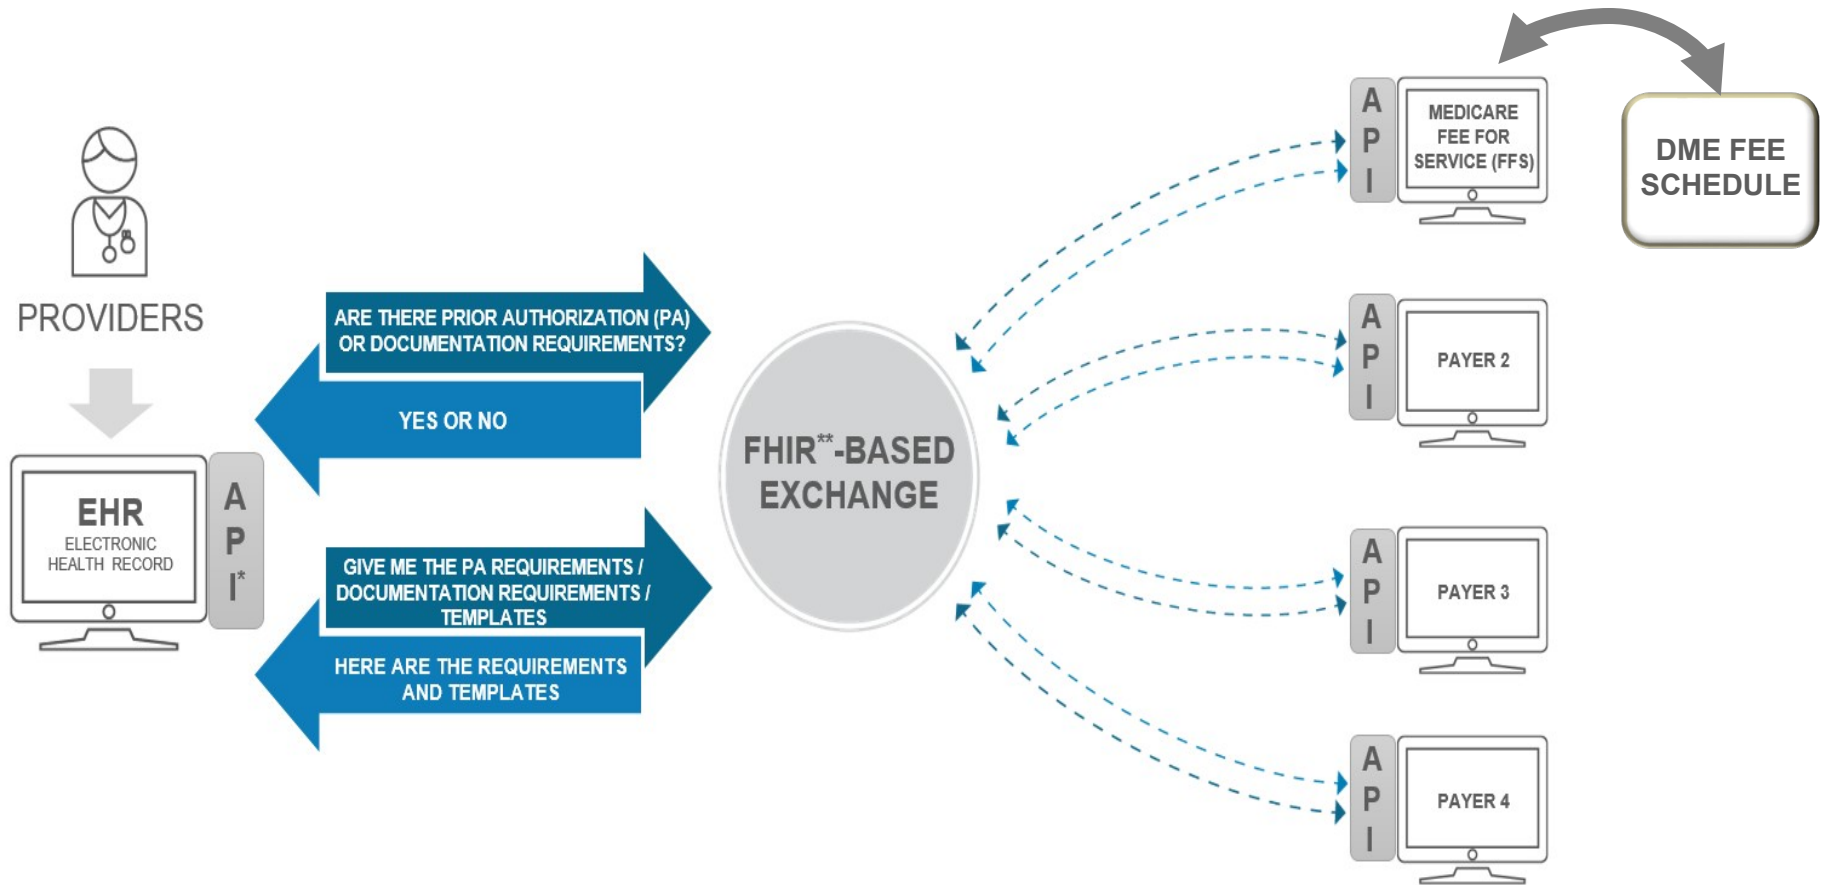 PROVIDERS
EHR
ELECTRONIC
HEALTH RECORD
A
P
I*
ARE THERE PRIOR AUTHORIZATION (PA)
OR DOCUMENTATION REQUIREMENTS?
YES OR NO
GIVE ME THE PA REQUIREMENTS /
DOCUMENTATION REQUIREMENTS /
TEMPLATES
HERE ARE THE REQUIREMENTS
AND TEMPLATES
FHIR**-BASED
EXCHANGE
A
P
I
MEDICARE
FEE FOR
SERVICE (FFS)
DME FEE
SCHEDULE
A
P
I
PAYER 2
A
P
I
PAYER 3
A
P
I
PAYER 4